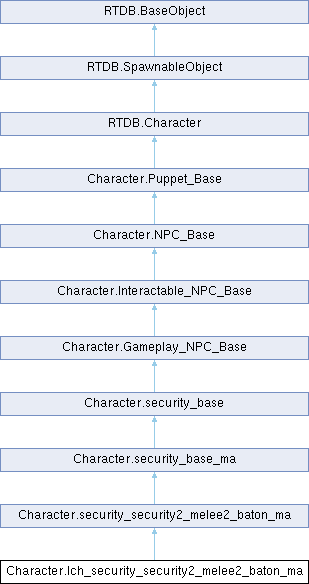 RTDB.BaseObject
RTDB.SpawnableObject
RTDB.Character
Character.Puppet_Base
Character.NPC_Base
Character.Interactable_NPC_Base
Character.Gameplay_NPC_Base
Character.security_base
Character.security_base_ma
Character.security_security2_melee2_baton_ma
Character.lch_security_security2_melee2_baton_ma